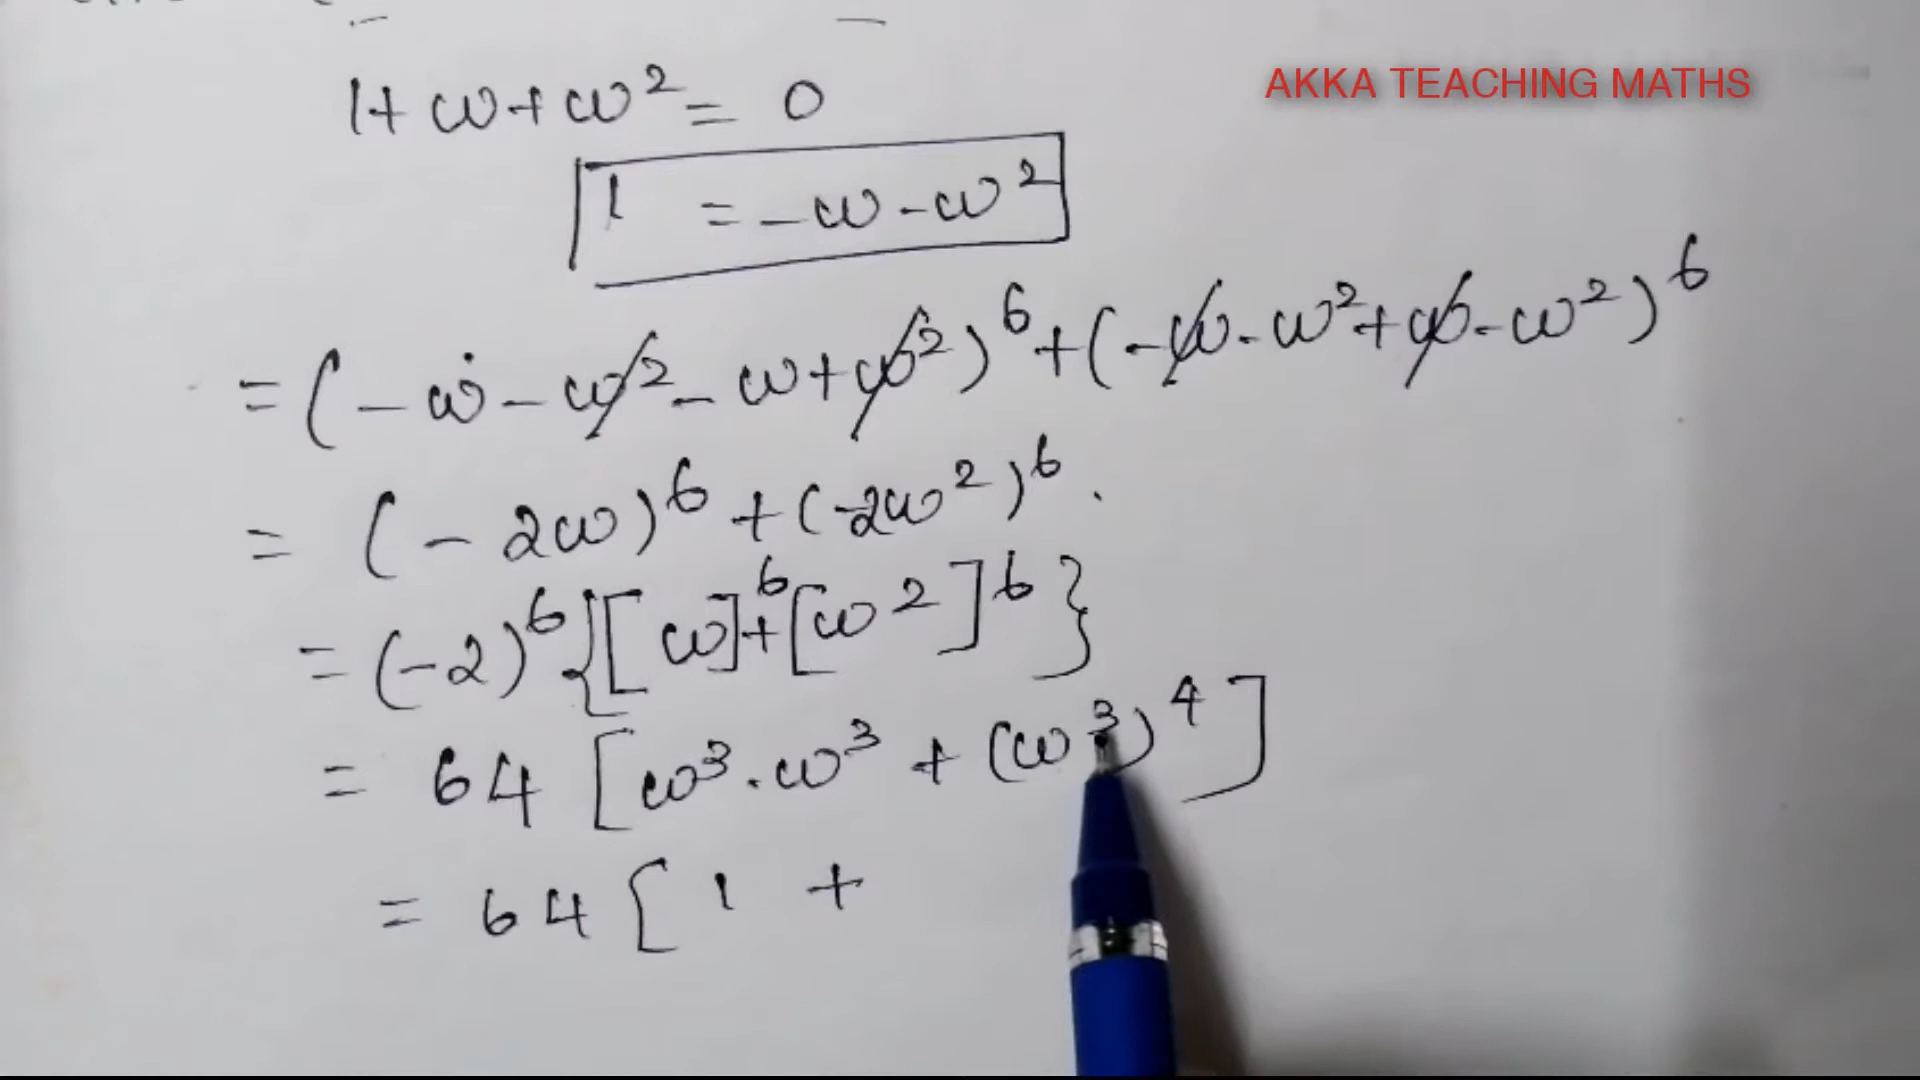 AKKA TEACHING MATHS
1 + ω + ω² = 0
1 = -ω - ω²
= (-ω - ω² - ω + ω²)⁶ + (-ω - ω² + ω - ω²)⁶
= (-2ω)⁶ + (-2ω²)⁶.
= (-2)⁶ {[ω]⁶ + [ω²]⁶}
= 64 [ω³.ω³ + (ω³)⁴]
= 64 [1 +